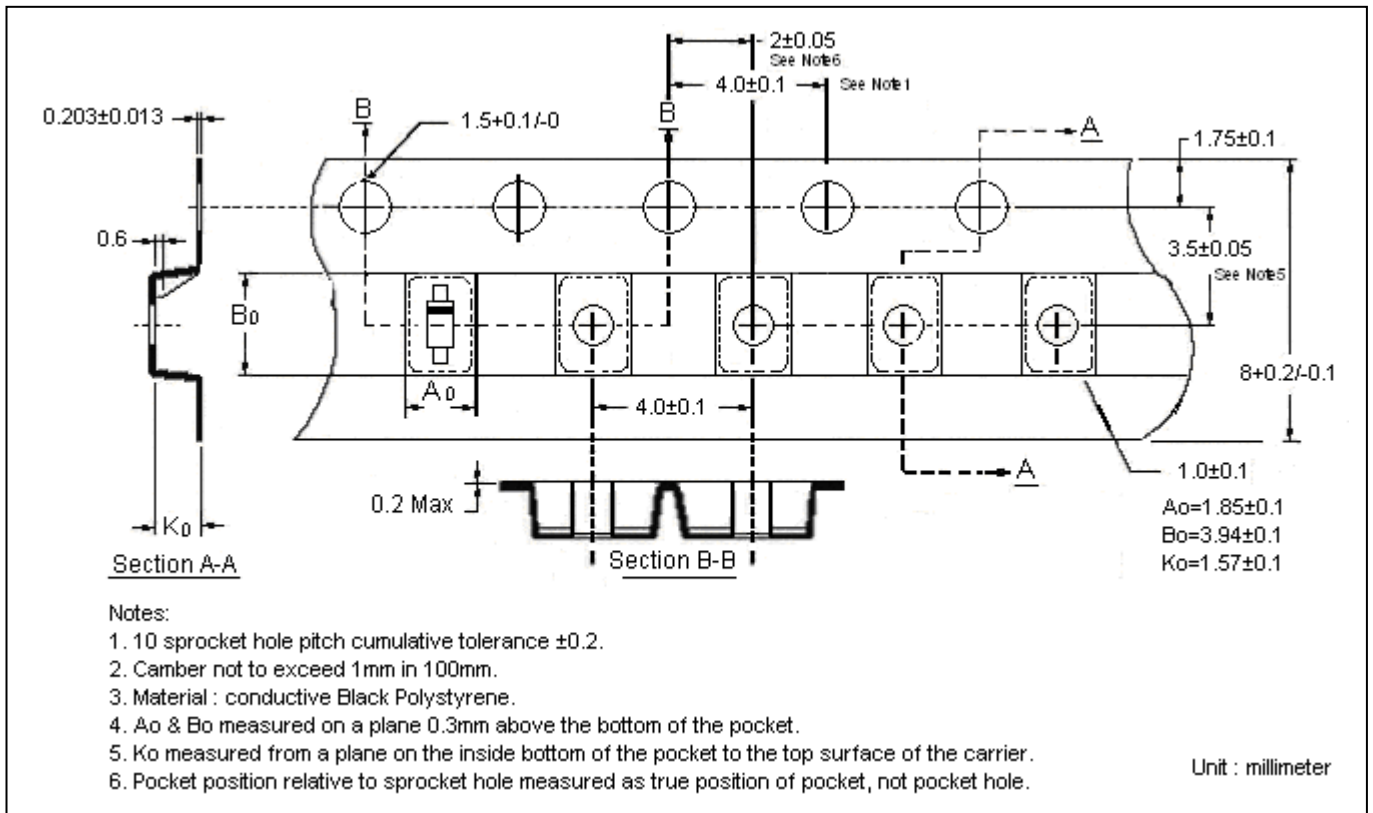 2±0.05
See Note6
4.0±0.1 See Note1
B
B
A
0.203±0.013
1.5+0.1/-0
1.75±0.1
0.6
3.5±0.05
See Note5
Bo
8+0.2/-0.1
Ao
4.0±0.1
A
1.0±0.1
0.2 Max
Ko
Section A-A
Section B-B
Ao=1.85±0.1
Bo=3.94±0.1
Ko=1.57±0.1
Notes:
1. 10 sprocket hole pitch cumulative tolerance ±0.2.
2. Camber not to exceed 1mm in 100mm.
3. Material : conductive Black Polystyrene.
4. Ao & Bo measured on a plane 0.3mm above the bottom of the pocket.
5. Ko measured from a plane on the inside bottom of the pocket to the top surface of the carrier.
6. Pocket position relative to sprocket hole measured as true position of pocket, not pocket hole.
Unit : millimeter